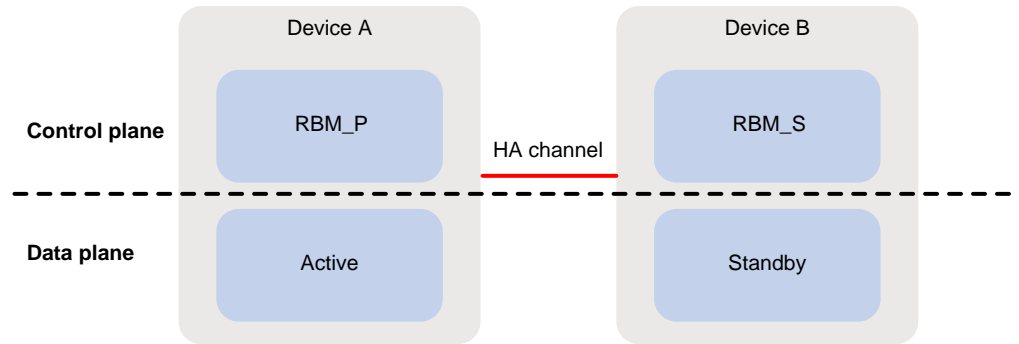 Device A
Device B
Control plane
RBM_P
HA channel
RBM_S
Data plane
Active
Standby